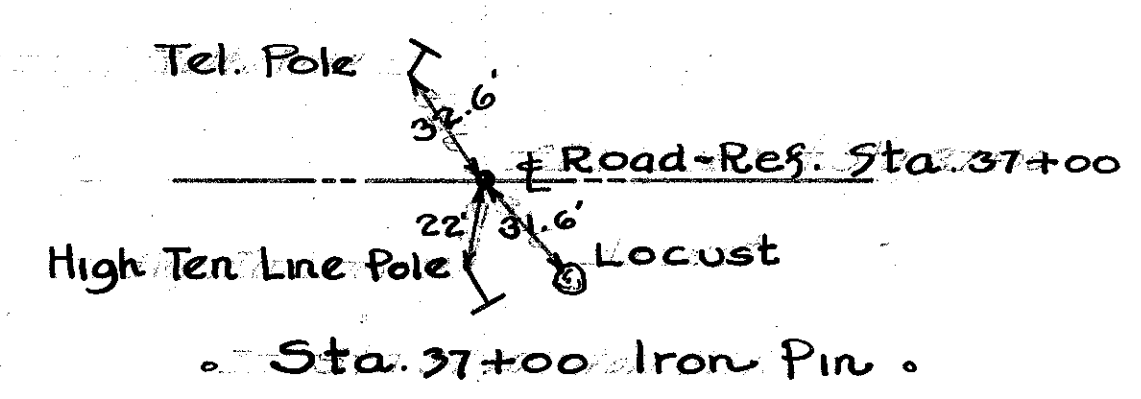 Tel. Pole
32.6'
℄ Road-Ref. Sta. 37+00
22'
31.6'
High Ten Line Pole
Locust
Sta. 37+00 Iron Pin